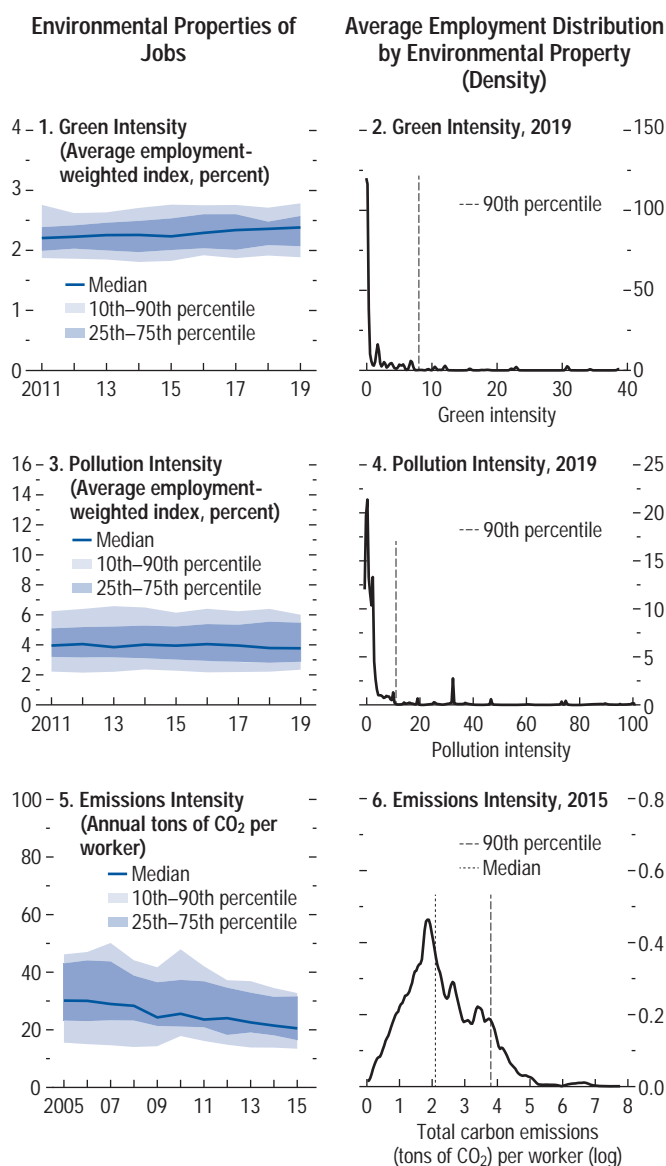 Environmental Properties of
Jobs
Average Employment Distribution
by Environmental Property
(Density)
1. Green Intensity
(Average employment-
weighted index, percent)
Median
10th–90th percentile
25th–75th percentile
4
3
2
1
0
2011 13 15 17 19
2. Green Intensity, 2019
90th percentile
150
120
90
60
30
0
0 10 20 30 40
Green intensity
3. Pollution Intensity
(Average employment-
weighted index, percent)
Median
10th–90th percentile
25th–75th percentile
16
14
12
10
8
6
4
2
0
2011 13 15 17 19
4. Pollution Intensity, 2019
90th percentile
25
20
15
10
5
0
0 20 40 60 80 100
Pollution intensity
5. Emissions Intensity
(Annual tons of CO₂ per
worker)
Median
10th–90th percentile
25th–75th percentile
100
80
60
40
20
0
2005 07 09 11 13 15
6. Emissions Intensity, 2015
90th percentile
Median
0.8
0.6
0.4
0.2
0.0
0 1 2 3 4 5 6 7 8
Total carbon emissions
(tons of CO₂) per worker (log)